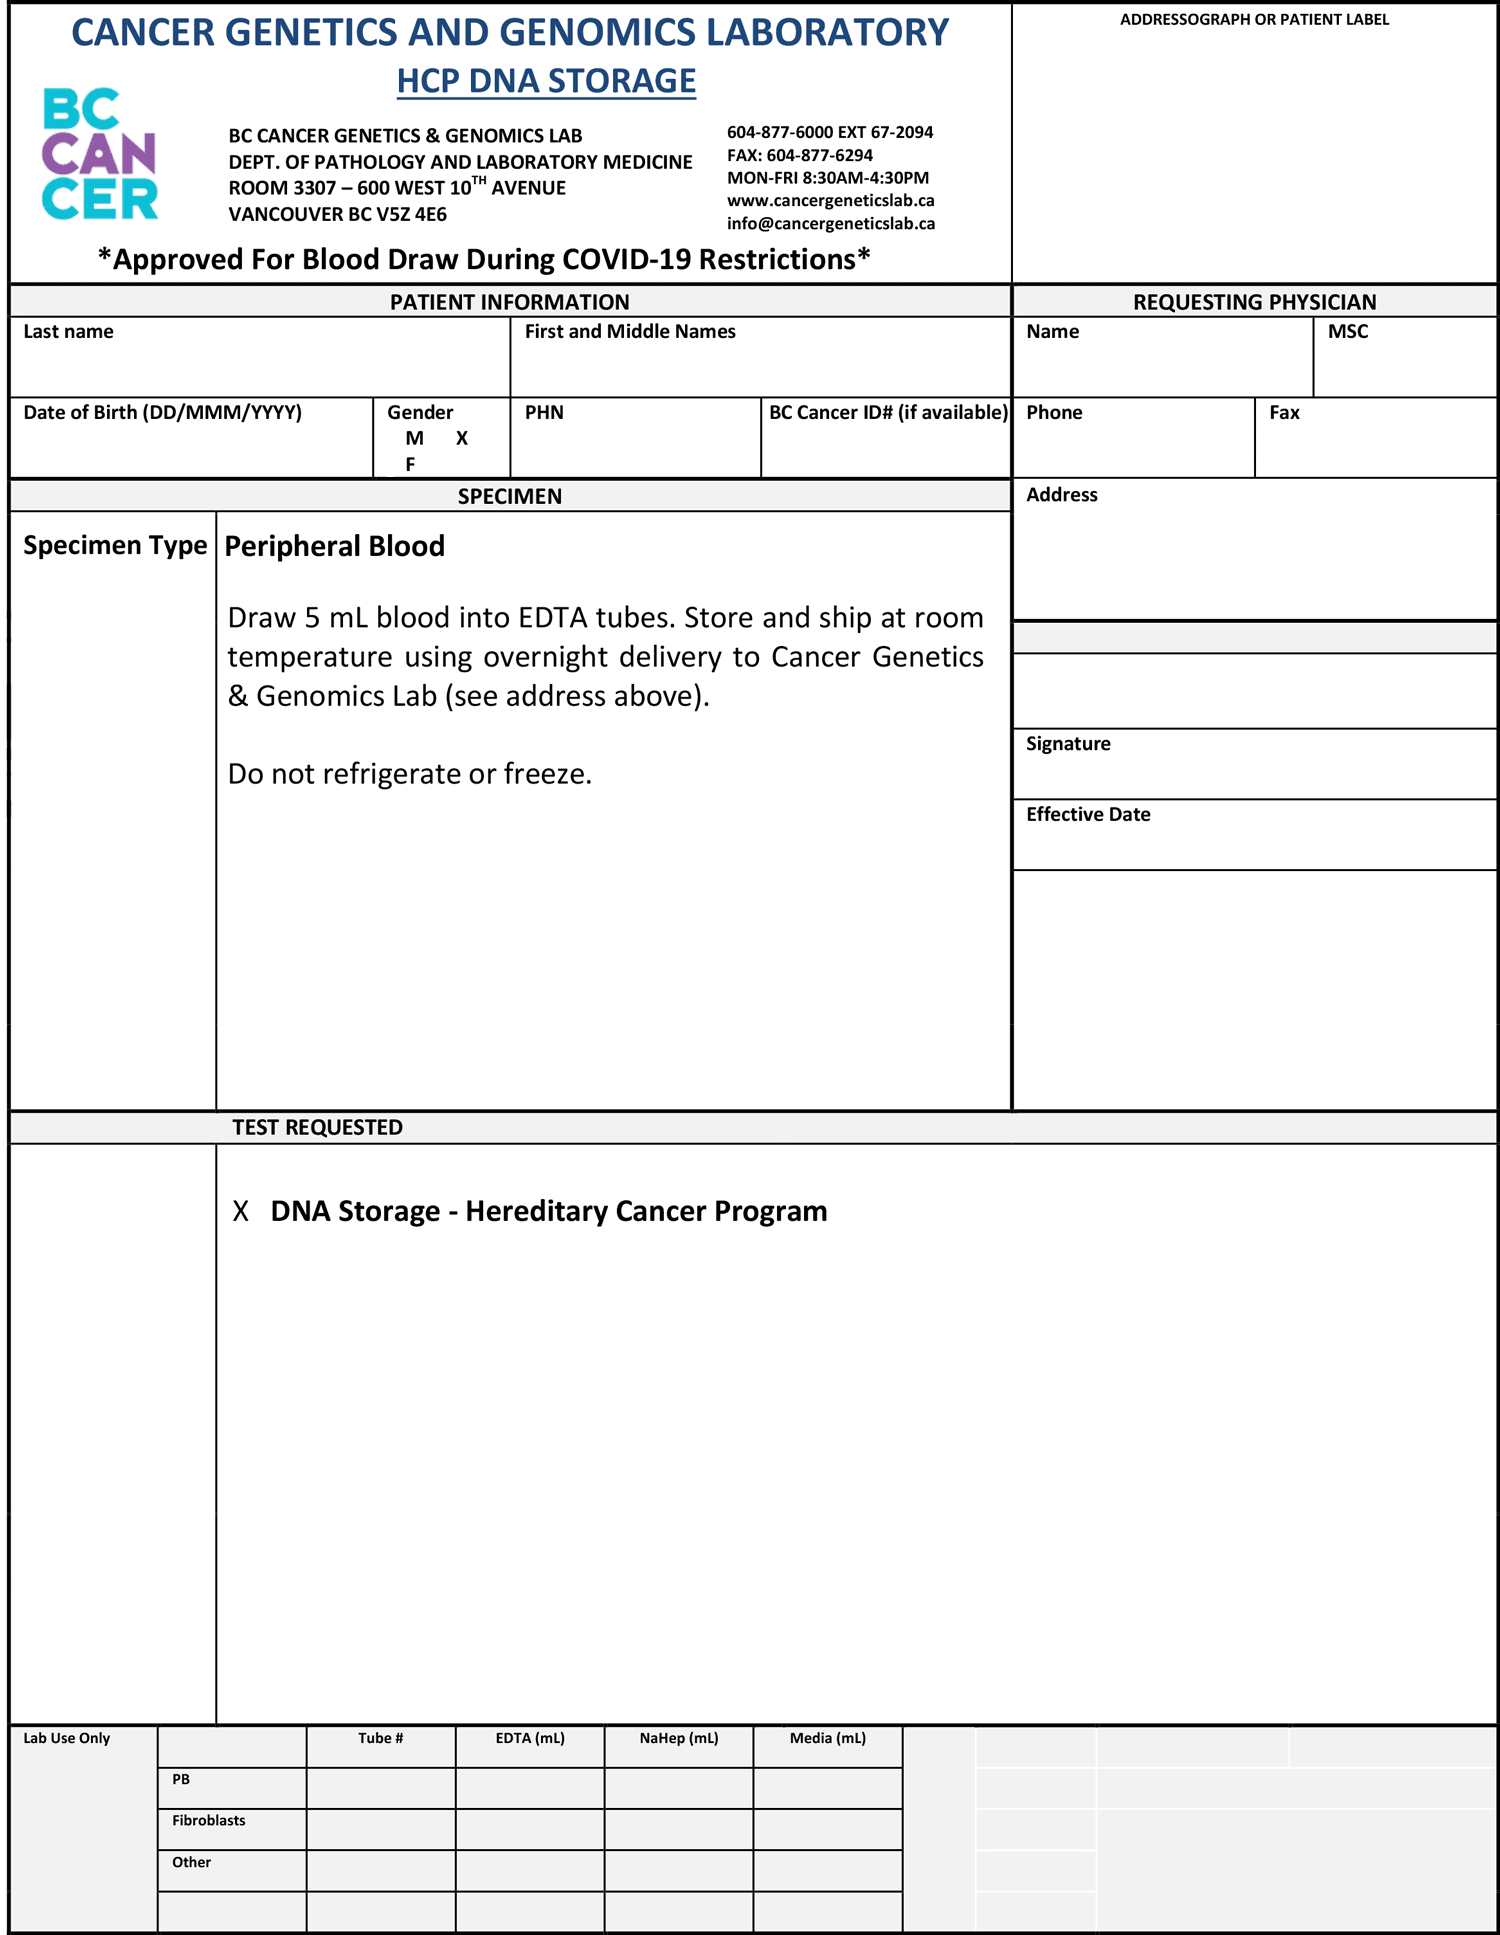 CANCER GENETICS AND GENOMICS LABORATORY
HCP DNA STORAGE
BC
CAN
CER
BC CANCER GENETICS & GENOMICS LAB
DEPT. OF PATHOLOGY AND LABORATORY MEDICINE
ROOM 3307 – 600 WEST 10TH AVENUE
VANCOUVER BC V5Z 4E6
604-877-6000 EXT 67-2094
FAX: 604-877-6294
MON-FRI 8:30AM-4:30PM
www.cancergeneticslab.ca
info@cancergeneticslab.ca
*Approved For Blood Draw During COVID-19 Restrictions*
ADDRESSOGRAPH OR PATIENT LABEL
PATIENT INFORMATION
REQUESTING PHYSICIAN
Last name
First and Middle Names
Name
MSC
Date of Birth (DD/MMM/YYYY)
Gender
M X
F
PHN
BC Cancer ID# (if available)
Phone
Fax
SPECIMEN
Address
Specimen Type
Peripheral Blood
Draw 5 mL blood into EDTA tubes. Store and ship at room
temperature using overnight delivery to Cancer Genetics
& Genomics Lab (see address above).
Do not refrigerate or freeze.
Signature
Effective Date
TEST REQUESTED
X DNA Storage - Hereditary Cancer Program
Lab Use Only
Tube #
EDTA (mL)
NaHep (mL)
Media (mL)
PB
Fibroblasts
Other